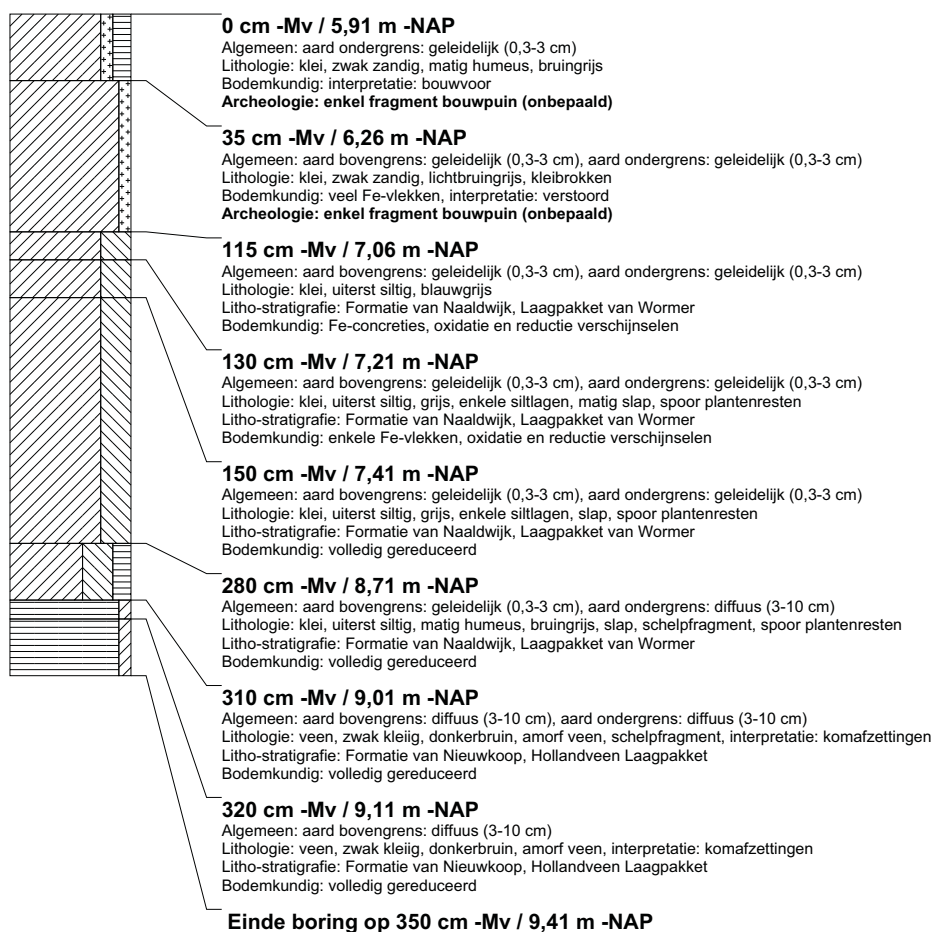 0 cm -Mv / 5,91 m -NAP
Algemeen: aard ondergrens: geleidelijk (0,3-3 cm)
Lithologie: klei, zwak zandig, matig humeus, bruingrijs
Bodemkundig: interpretatie: bouwvoor
Archeologie: enkel fragment bouwpuin (onbepaald)
35 cm -Mv / 6,26 m -NAP
Algemeen: aard bovengrens: geleidelijk (0,3-3 cm), aard ondergrens: geleidelijk (0,3-3 cm)
Lithologie: klei, zwak zandig, lichtbruingrijs, kleibrokken
Bodemkundig: veel Fe-vlekken, interpretatie: verstoord
Archeologie: enkel fragment bouwpuin (onbepaald)
115 cm -Mv / 7,06 m -NAP
Algemeen: aard bovengrens: geleidelijk (0,3-3 cm), aard ondergrens: geleidelijk (0,3-3 cm)
Lithologie: klei, uiterst siltig, blauwgrijs
Litho-stratigrafie: Formatie van Naaldwijk, Laagpakket van Wormer
Bodemkundig: Fe-concreties, oxidatie en reductie verschijnselen
130 cm -Mv / 7,21 m -NAP
Algemeen: aard bovengrens: geleidelijk (0,3-3 cm), aard ondergrens: geleidelijk (0,3-3 cm)
Lithologie: klei, uiterst siltig, grijs, enkele siltlagen, matig slap, spoor plantenresten
Litho-stratigrafie: Formatie van Naaldwijk, Laagpakket van Wormer
Bodemkundig: enkele Fe-vlekken, oxidatie en reductie verschijnselen
150 cm -Mv / 7,41 m -NAP
Algemeen: aard bovengrens: geleidelijk (0,3-3 cm), aard ondergrens: geleidelijk (0,3-3 cm)
Lithologie: klei, uiterst siltig, grijs, enkele siltlagen, slap, spoor plantenresten
Litho-stratigrafie: Formatie van Naaldwijk, Laagpakket van Wormer
Bodemkundig: volledig gereduceerd
280 cm -Mv / 8,71 m -NAP
Algemeen: aard bovengrens: geleidelijk (0,3-3 cm), aard ondergrens: diffuus (3-10 cm)
Lithologie: klei, uiterst siltig, matig humeus, bruingrijs, slap, schelpfragment, spoor plantenresten
Litho-stratigrafie: Formatie van Naaldwijk, Laagpakket van Wormer
Bodemkundig: volledig gereduceerd
310 cm -Mv / 9,01 m -NAP
Algemeen: aard bovengrens: diffuus (3-10 cm), aard ondergrens: diffuus (3-10 cm)
Lithologie: veen, zwak kleiig, donkerbruin, amorf veen, schelpfragment, interpretatie: komafzettingen
Litho-stratigrafie: Formatie van Nieuwkoop, Hollandveen Laagpakket
Bodemkundig: volledig gereduceerd
320 cm -Mv / 9,11 m -NAP
Algemeen: aard bovengrens: diffuus (3-10 cm)
Lithologie: veen, zwak kleiig, donkerbruin, amorf veen, interpretatie: komafzettingen
Litho-stratigrafie: Formatie van Nieuwkoop, Hollandveen Laagpakket
Bodemkundig: volledig gereduceerd
Einde boring op 350 cm -Mv / 9,41 m -NAP